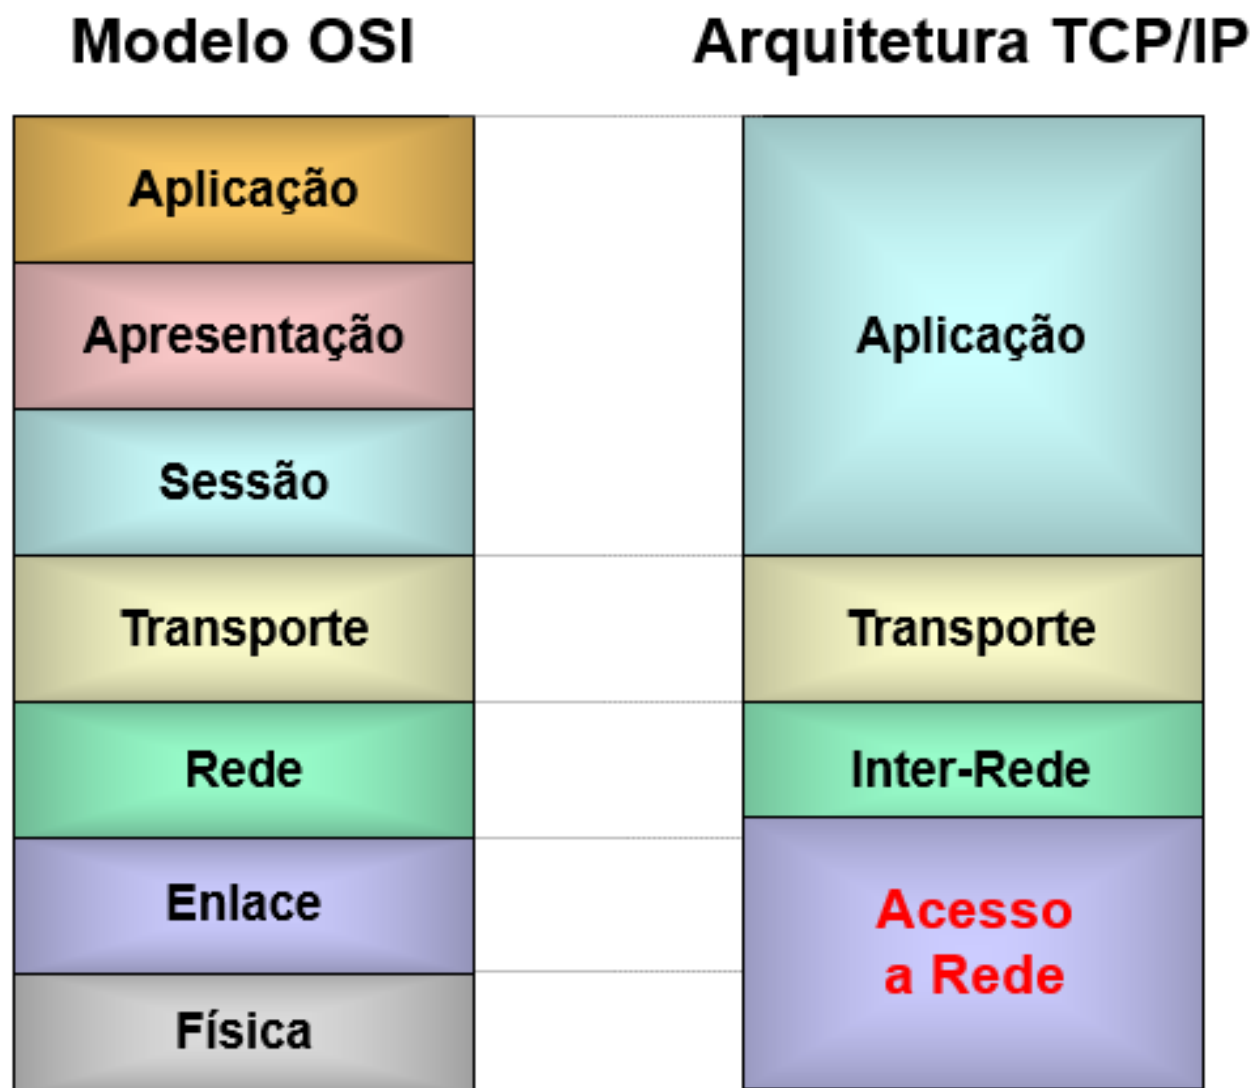 Modelo OSI
Arquitetura TCP/IP
Aplicação
Apresentação
Sessão
Transporte
Rede
Enlace
Física
Aplicação
Transporte
Inter-Rede
Acesso
a Rede